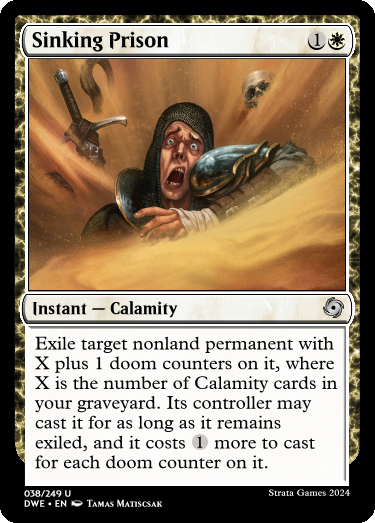 Sinking Prison 1
Instant — Calamity
Exile target nonland permanent with
X plus 1 doom counters on it, where
X is the number of Calamity cards in
your graveyard. Its controller may
cast it for as long as it remains
exiled, and it costs 1 more to cast
for each doom counter on it.
038/249 U
Strata Games 2024
DWE • EN Tamas Matiscsak